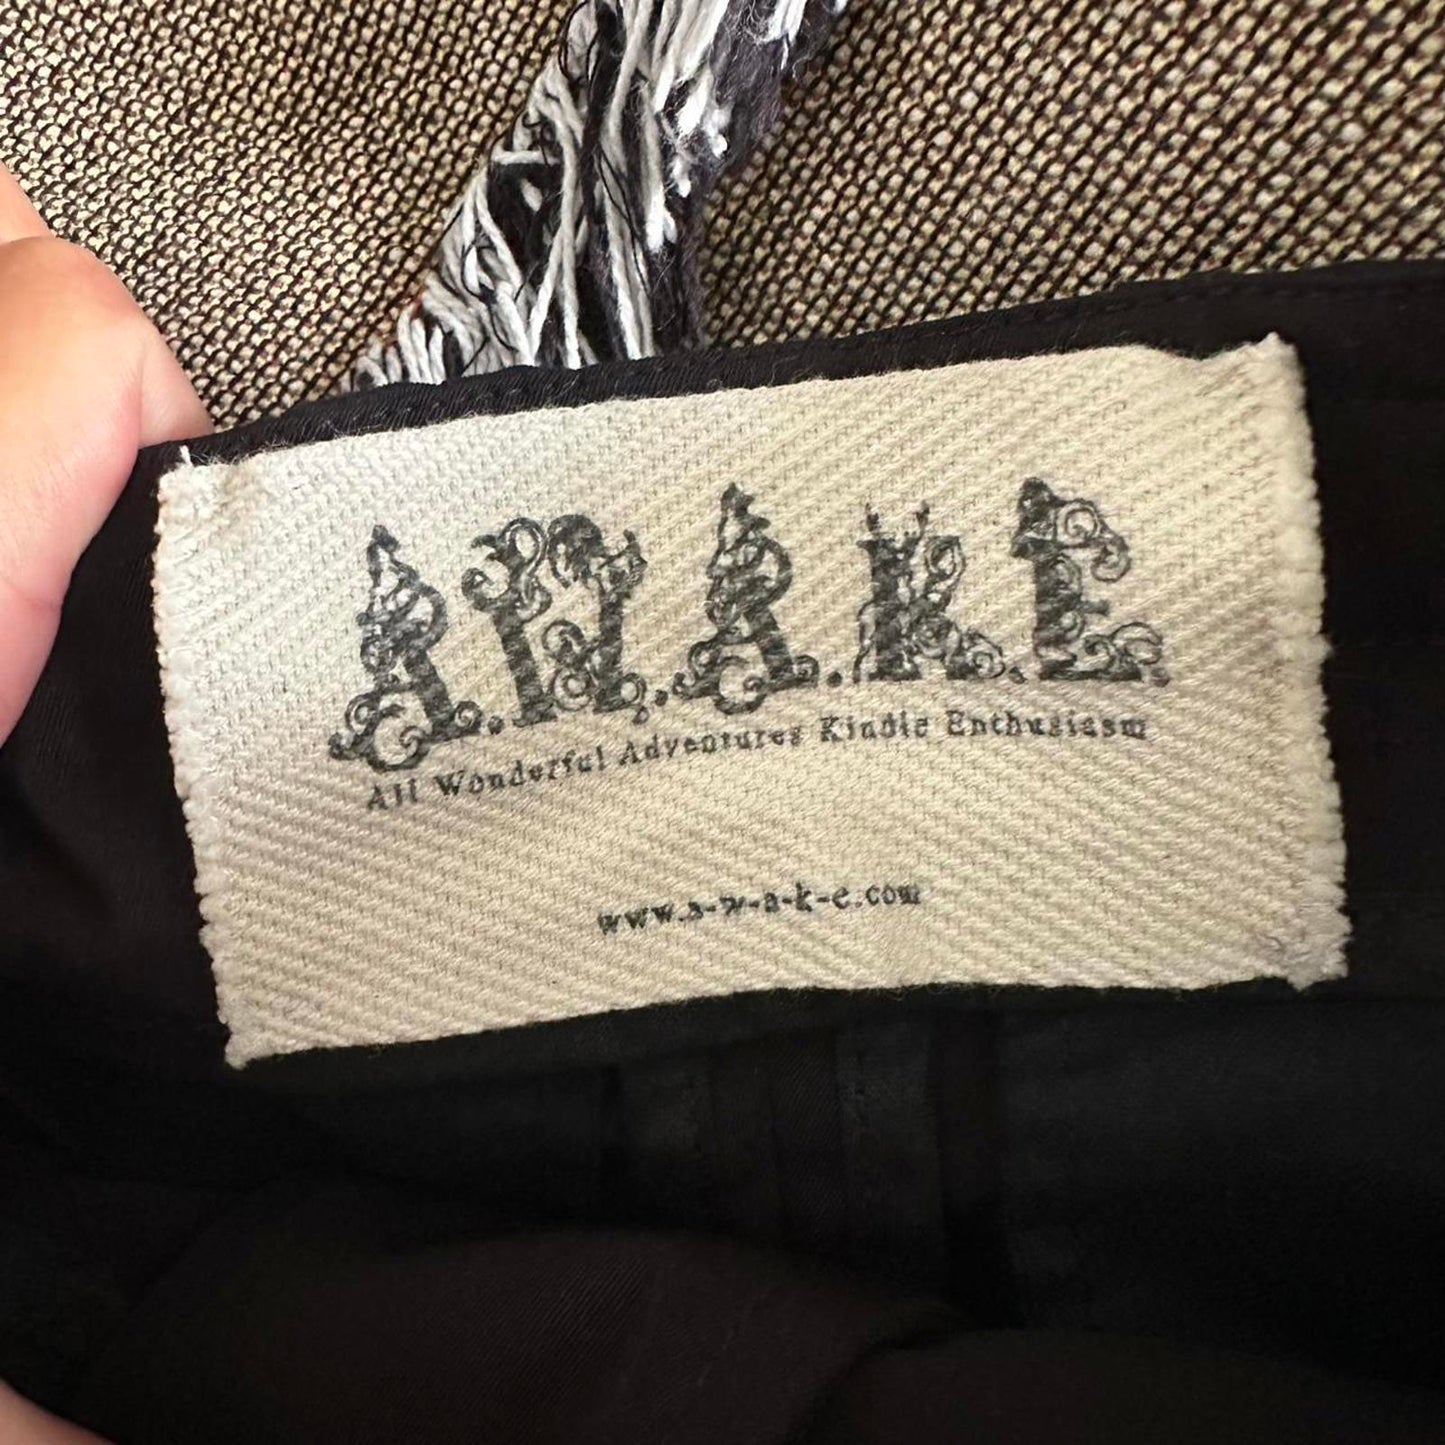 A.W.A.K.E.
All Wonderful Adventures Kindle Enthusiasm
www.a-w-a-k-e.com